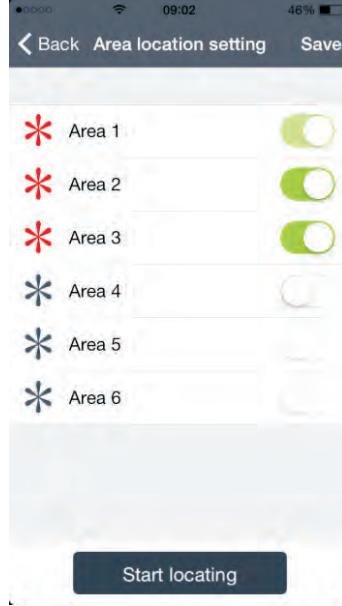 09:02 46%
Back Area location setting Save
Area 1
Area 2
Area 3
Area 4
Area 5
Area 6
Start locating